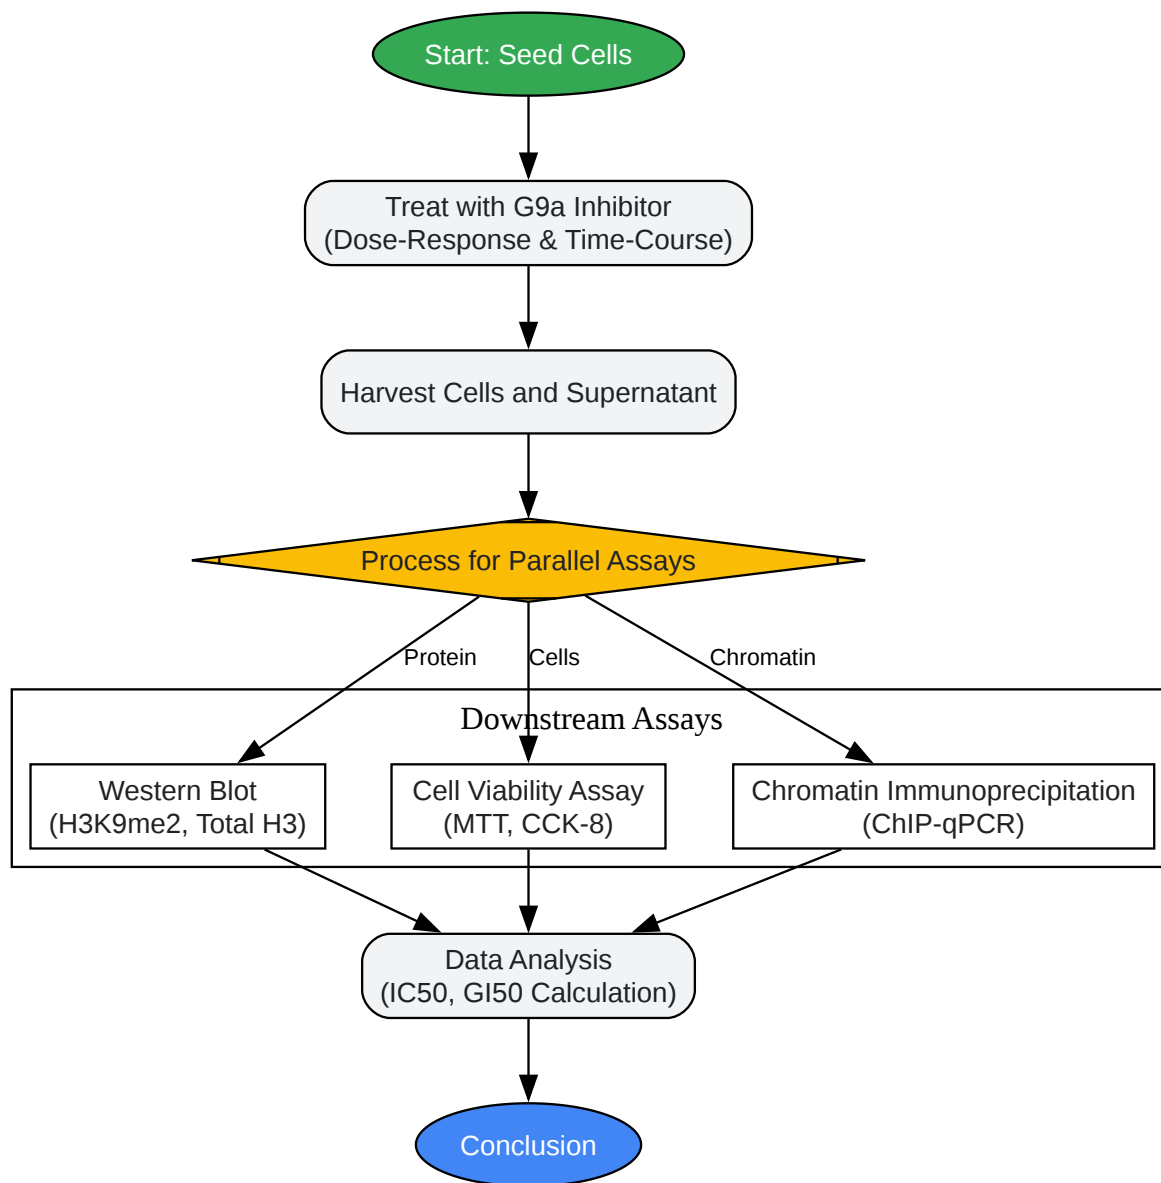 Start: Seed Cells
Treat with G9a Inhibitor
(Dose-Response & Time-Course)
Harvest Cells and Supernatant
Process for Parallel Assays
Protein
Cells
Chromatin
Downstream Assays
Western Blot
(H3K9me2, Total H3)
Cell Viability Assay
(MTT, CCK-8)
Chromatin Immunoprecipitation
(ChIP-qPCR)
Data Analysis
(IC50, GI50 Calculation)
Conclusion